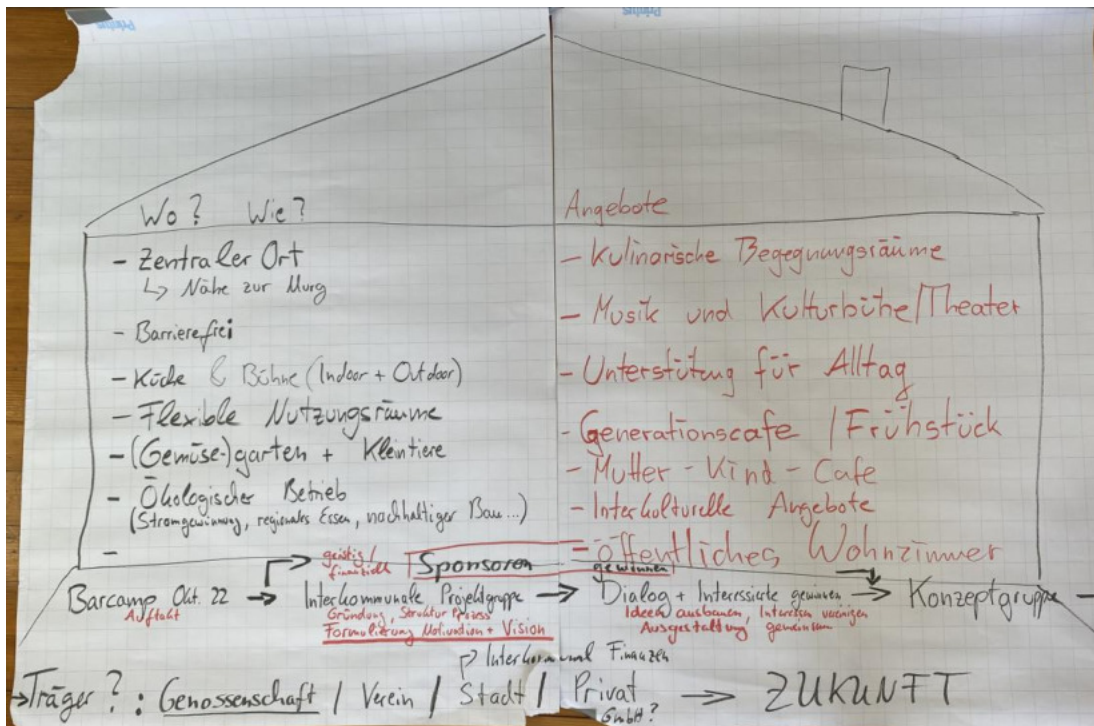 Wo? Wie?
- Zentraler Ort
↳ Nähe zur Murg
- Barrierefrei
- Küche & Bühne (Indoor + Outdoor)
- Flexible Nutzungsräume
- (Gemüse-)garten + Kleintiere
- Ökologischer Betrieb
(Stromgewinnung, regionales Essen, nachhaltiger Bau...)
-
Angebote
- Kulinarische Begegnungsräume
- Musik und Kulturbühe/Theater
- Unterstütung für Alltag
- Generationscafe / Frühstück
- Mutter - Kind - Cafe
- Interkulturelle Angebote
- öffentliches Wohnzimmer
geistig/
finanziell
Sponsoren
gewinnen
Barcamp Okt. 22 → Interkommunale Projektgruppe → Dialog + Interessierte gewinnen → Konzeptgruppe →
Auftakt
Gründung, Struktur Prozess
Formulierung Motivation + Vision
Ideen ausbauen, Interessen vereinigen
Ausgestaltung, gemeinsam
Interkommunal Finanzen
→ Träger? : Genossenschaft / Verein / Stadt / Privat → ZUKUNFT
GmbH?